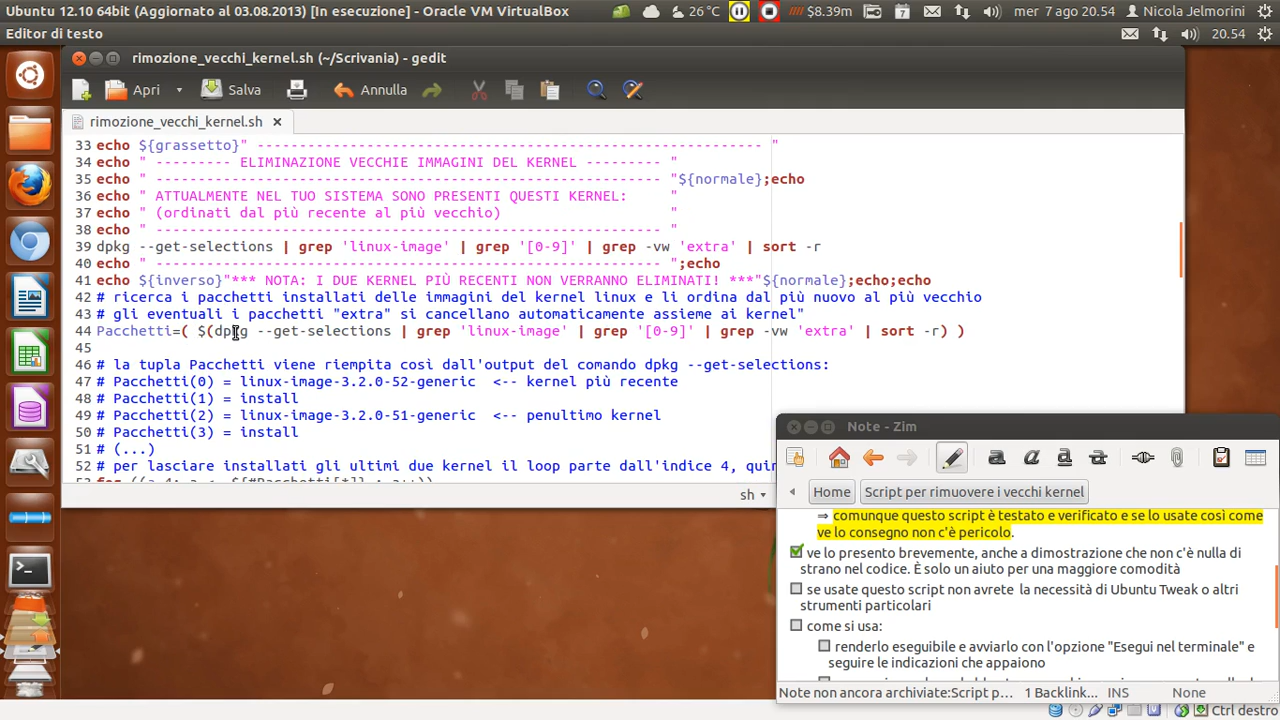 Ubuntu 12.10 (Aggiornato al 03.08.2013) [In esecuzione] - Oracle VM VirtualBox
26°C
$8.39m
7
mer 7 ago 20.54
Nicola Jelmorini
Editor di testo
20.54
rimozione_vecchi_kernel.sh (~/Scrivania) - gedit
Apri
Salva
Annulla
rimozione_vecchi_kernel.sh
33 echo ${grassetto}" ------------------------------------------------------------ "
34 echo " --------- ELIMINAZIONE VECCHIE IMMAGINI DEL KERNEL --------- "
35 echo " ------------------------------------------------------------ "${normale};echo
36 echo " ATTUALMENTE NEL TUO SISTEMA SONO PRESENTI QUESTI KERNEL: "
37 echo " (ordinati dal più recente al più vecchio) "
38 echo " ------------------------------------------------------------ "
39 dpkg --get-selections | grep 'linux-image' | grep '[0-9]' | grep -vw 'extra' | sort -r
40 echo " ------------------------------------------------------------ ";echo
41 echo ${inverso}"*** NOTA: I DUE KERNEL PIÙ RECENTI NON VERRANNO ELIMINATI! ***"${normale};echo;echo
42 # ricerca i pacchetti installati delle immagini del kernel linux e li ordina dal più nuovo al più vecchio
43 # gli eventuali i pacchetti "extra" si cancellano automaticamente assieme ai kernel"
44 Pacchetti=( $(dpkg --get-selections | grep 'linux-image' | grep '[0-9]' | grep -vw 'extra' | sort -r) )
45
46 # la tupla Pacchetti viene riempita così dall'output del comando dpkg --get-selections:
47 # Pacchetti(0) = linux-image-3.2.0-52-generic <-- kernel più recente
48 # Pacchetti(1) = install
49 # Pacchetti(2) = linux-image-3.2.0-51-generic <-- penultimo kernel
50 # Pacchetti(3) = install
51 # (...)
52 # per lasciare installati gli ultimi due kernel il loop parte dall'indice 4, quin
sh
Note - Zim
Home
Script per rimuovere i vecchi kernel
⇒ comunque questo script è testato e verificato e se lo usate così come
ve lo consegno non c'è pericolo.
ve lo presento brevemente, anche a dimostrazione che non c'è nulla di
strano nel codice. È solo un aiuto per una maggiore comodità
se usate questo script non avrete la necessità di Ubuntu Tweak o altri
strumenti particolari
come si usa:
renderlo eseguibile e avviarlo con l'opzione "Esegui nel terminale" e
seguire le indicazioni che appaiono
Note non ancora archiviate:Script p...
1 Backlink...
INS
None
Ctrl destro